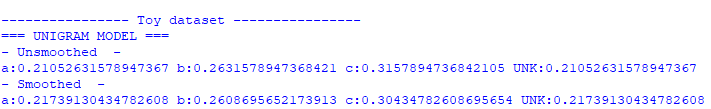 ---------------- Toy dataset ----------------
=== UNIGRAM MODEL ===
- Unsmoothed  -
a:0.21052631578947367 b:0.2631578947368421 c:0.3157894736842105 UNK:0.21052631578947367
- Smoothed  -
a:0.21739130434782608 b:0.2608695652173913 c:0.30434782608695654 UNK:0.21739130434782608